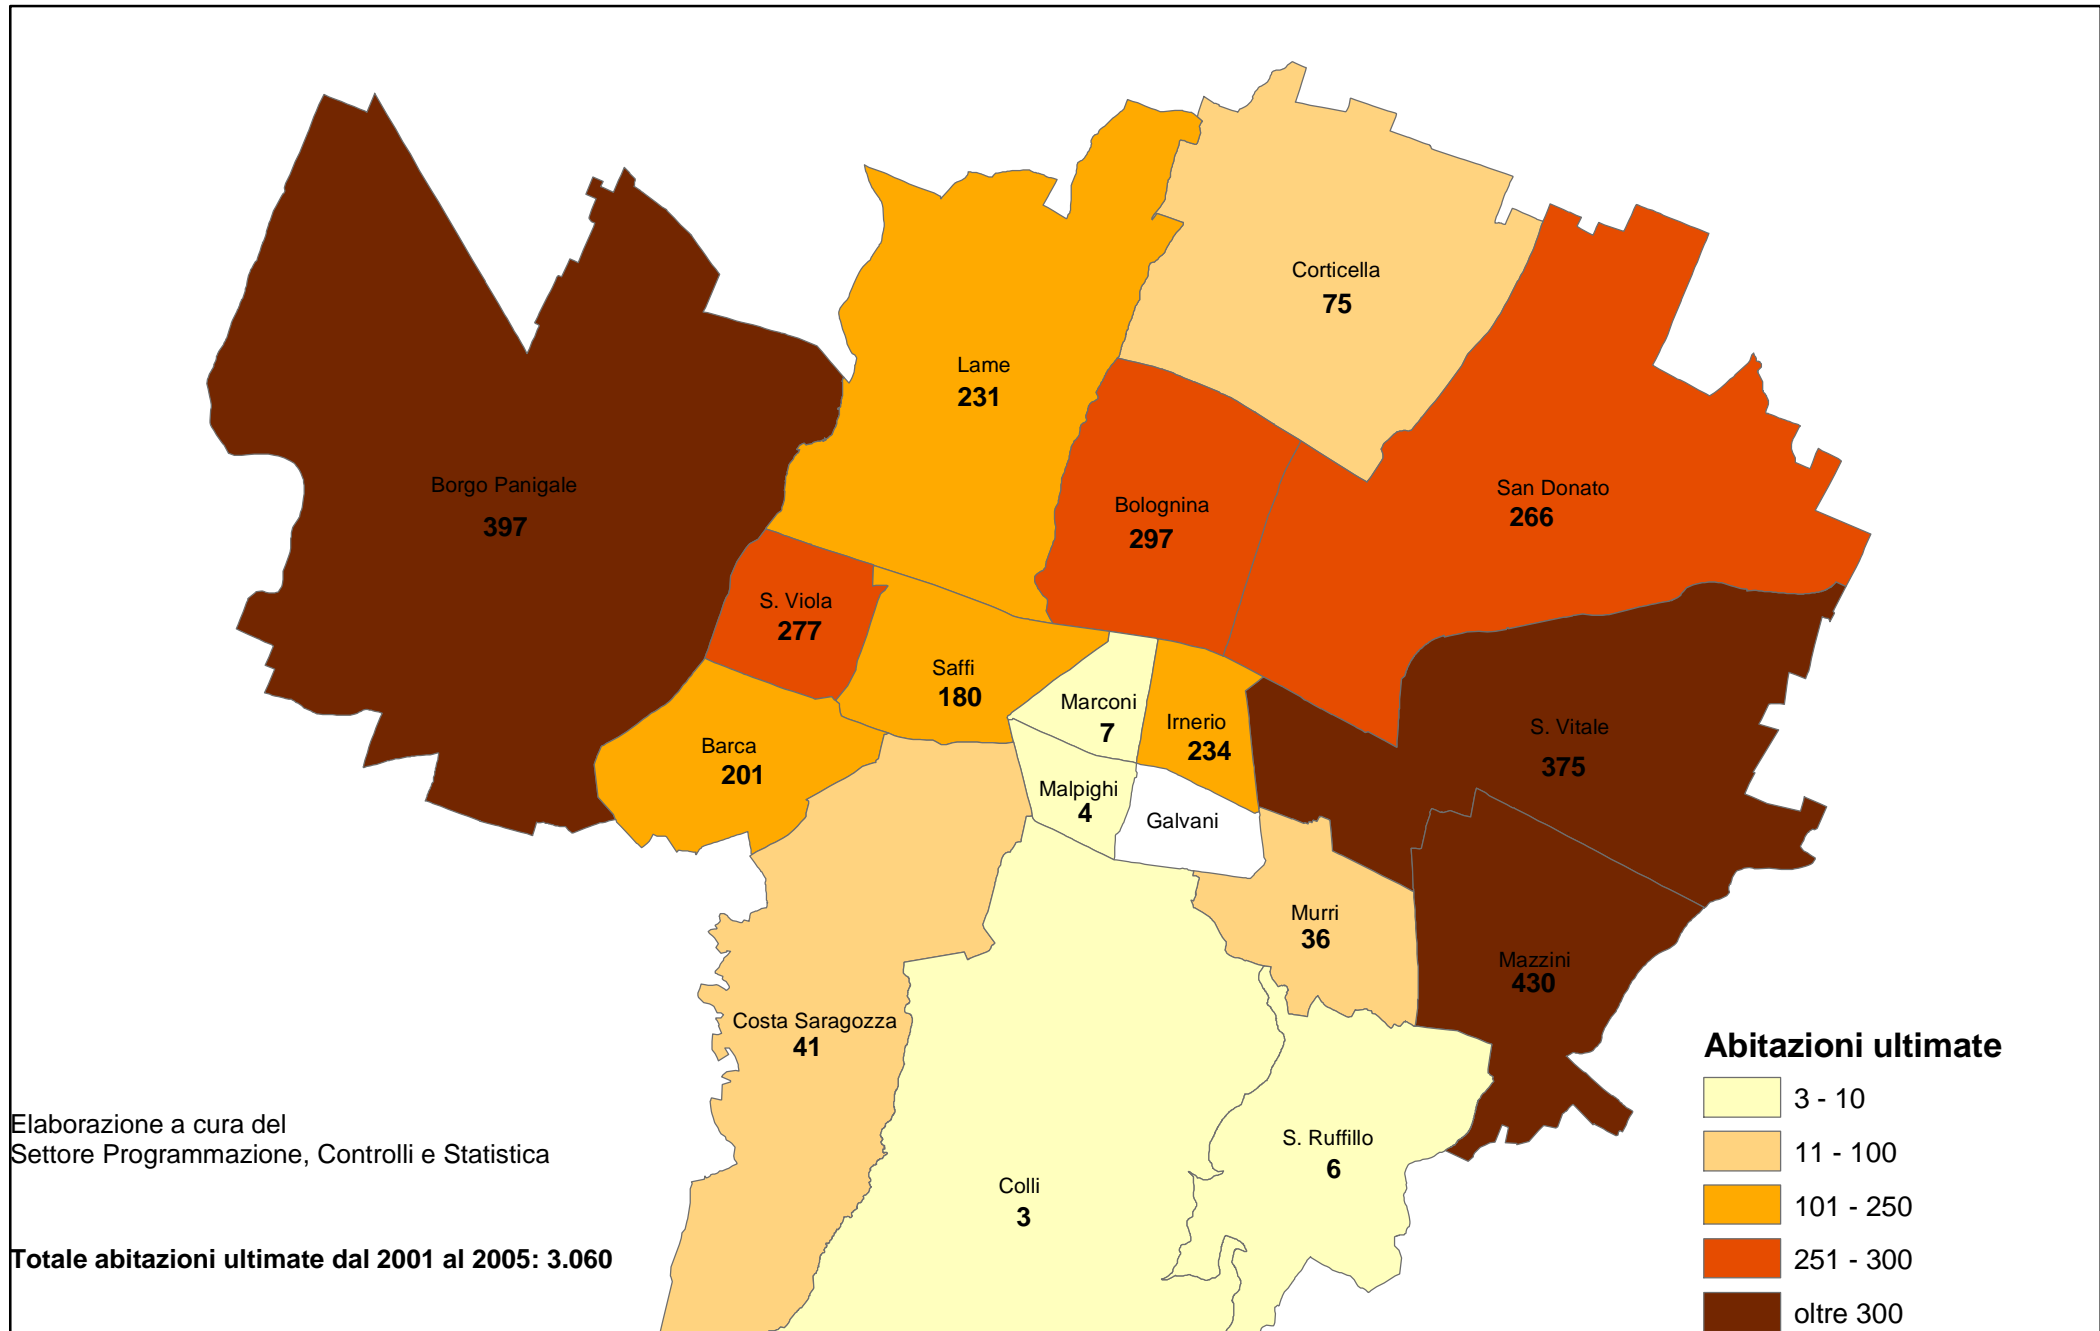 Corticella
75
Lame
231
Borgo Panigale
397
San Donato
266
Bolognina
297
S. Viola
277
Saffi
180
Marconi
7
Irnerio
234
S. Vitale
375
Barca
201
Malpighi
4
Galvani
Murri
36
Mazzini
430
Costa Saragozza
41
S. Ruffillo
6
Colli
3
Elaborazione a cura del
Settore Programmazione, Controlli e Statistica
Totale abitazioni ultimate dal 2001 al 2005: 3.060
Abitazioni ultimate
3 - 10
11 - 100
101 - 250
251 - 300
oltre 300